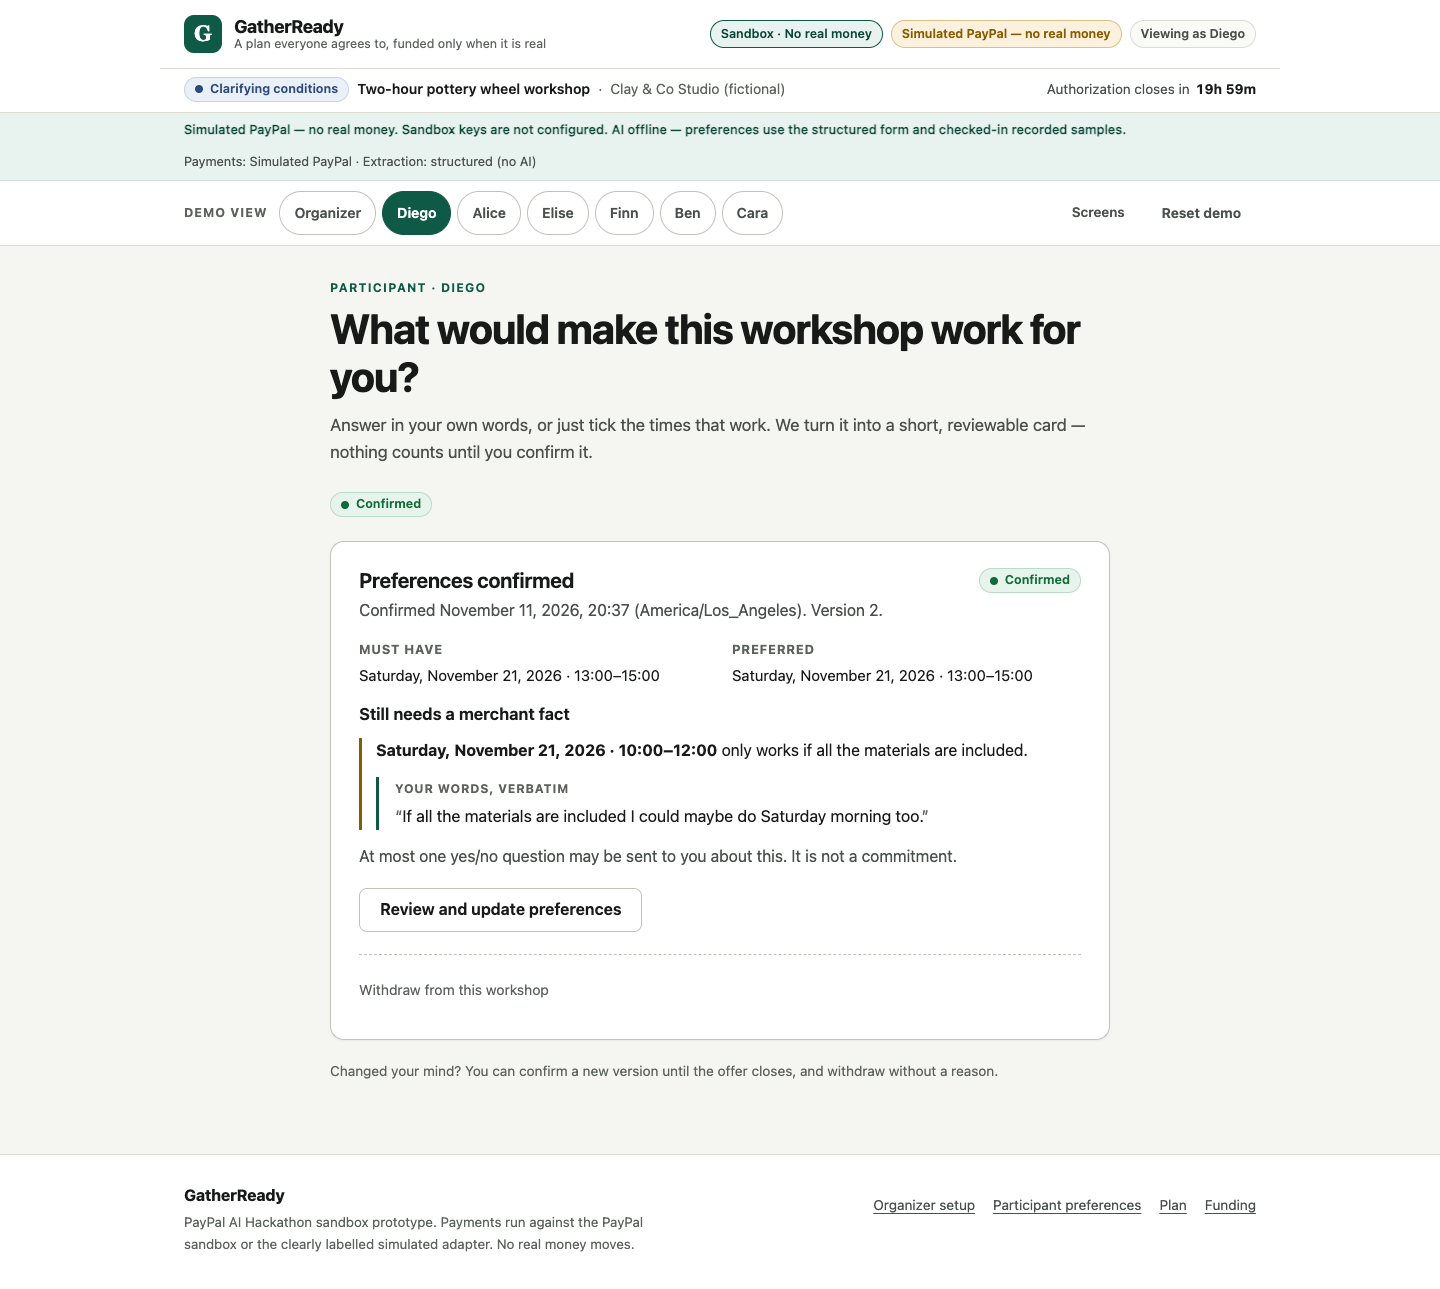 G
GatherReady
A plan everyone agrees to, funded only when it is real
Sandbox · No real money
Simulated PayPal — no real money
Viewing as Diego
Clarifying conditions
Two-hour pottery wheel workshop · Clay & Co Studio (fictional)
Authorization closes in 19h 59m
Simulated PayPal — no real money. Sandbox keys are not configured. AI offline — preferences use the structured form and checked-in recorded samples.
Payments: Simulated PayPal · Extraction: structured (no AI)
DEMO VIEW
Organizer
Diego
Alice
Elise
Finn
Ben
Cara
Screens
Reset demo
PARTICIPANT · DIEGO
What would make this workshop work for
you?
Answer in your own words, or just tick the times that work. We turn it into a short, reviewable card —
nothing counts until you confirm it.
Confirmed
Preferences confirmed
Confirmed
Confirmed November 11, 2026, 20:37 (America/Los_Angeles). Version 2.
MUST HAVE
Saturday, November 21, 2026 · 13:00–15:00
PREFERRED
Saturday, November 21, 2026 · 13:00–15:00
Still needs a merchant fact
Saturday, November 21, 2026 · 10:00–12:00 only works if all the materials are included.
YOUR WORDS, VERBATIM
“If all the materials are included I could maybe do Saturday morning too.”
At most one yes/no question may be sent to you about this. It is not a commitment.
Review and update preferences
Withdraw from this workshop
Changed your mind? You can confirm a new version until the offer closes, and withdraw without a reason.
GatherReady
PayPal AI Hackathon sandbox prototype. Payments run against the PayPal
sandbox or the clearly labelled simulated adapter. No real money moves.
Organizer setup
Participant preferences
Plan
Funding